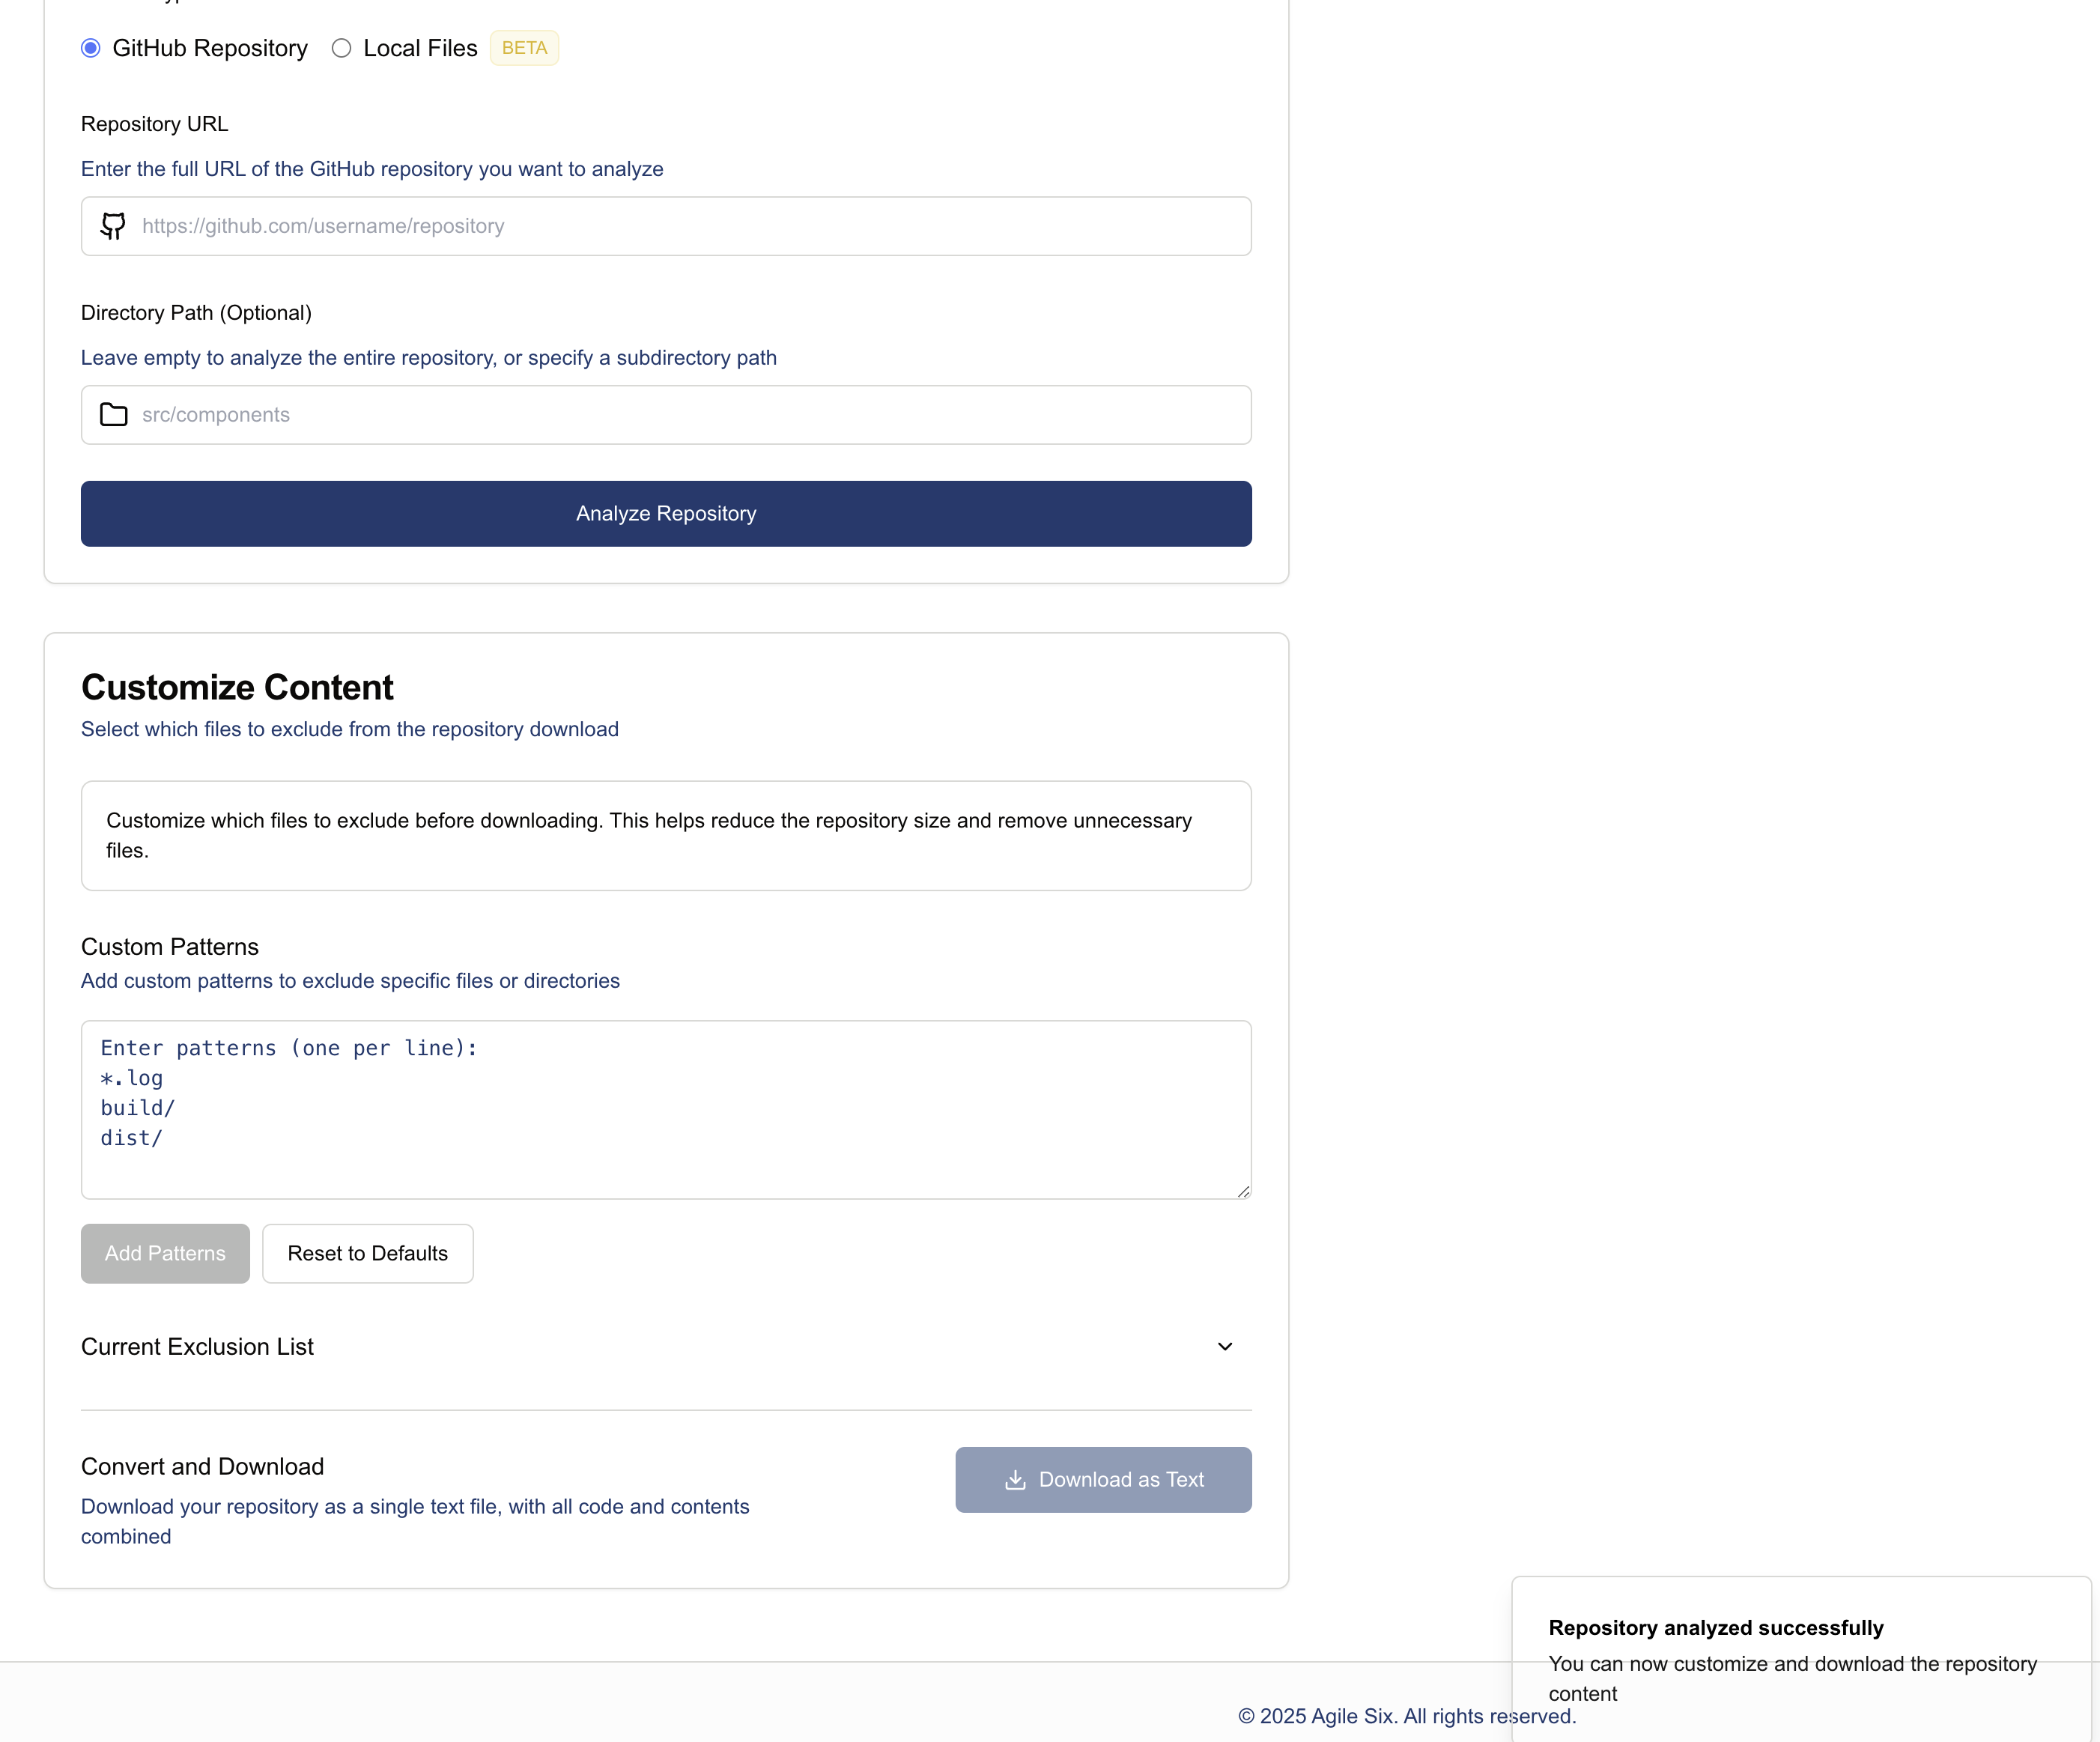 GitHub Repository Local Files BETA
Repository URL
Enter the full URL of the GitHub repository you want to analyze
https://github.com/username/repository
Directory Path (Optional)
Leave empty to analyze the entire repository, or specify a subdirectory path
src/components
Analyze Repository
Customize Content
Select which files to exclude from the repository download
Customize which files to exclude before downloading. This helps reduce the repository size and remove unnecessary
files.
Custom Patterns
Add custom patterns to exclude specific files or directories
Enter patterns (one per line):
*.log
build/
dist/
Add Patterns Reset to Defaults
Current Exclusion List
Convert and Download
Download your repository as a single text file, with all code and contents
combined
Download as Text
Repository analyzed successfully
You can now customize and download the repository
content
© 2025 Agile Six. All rights reserved.